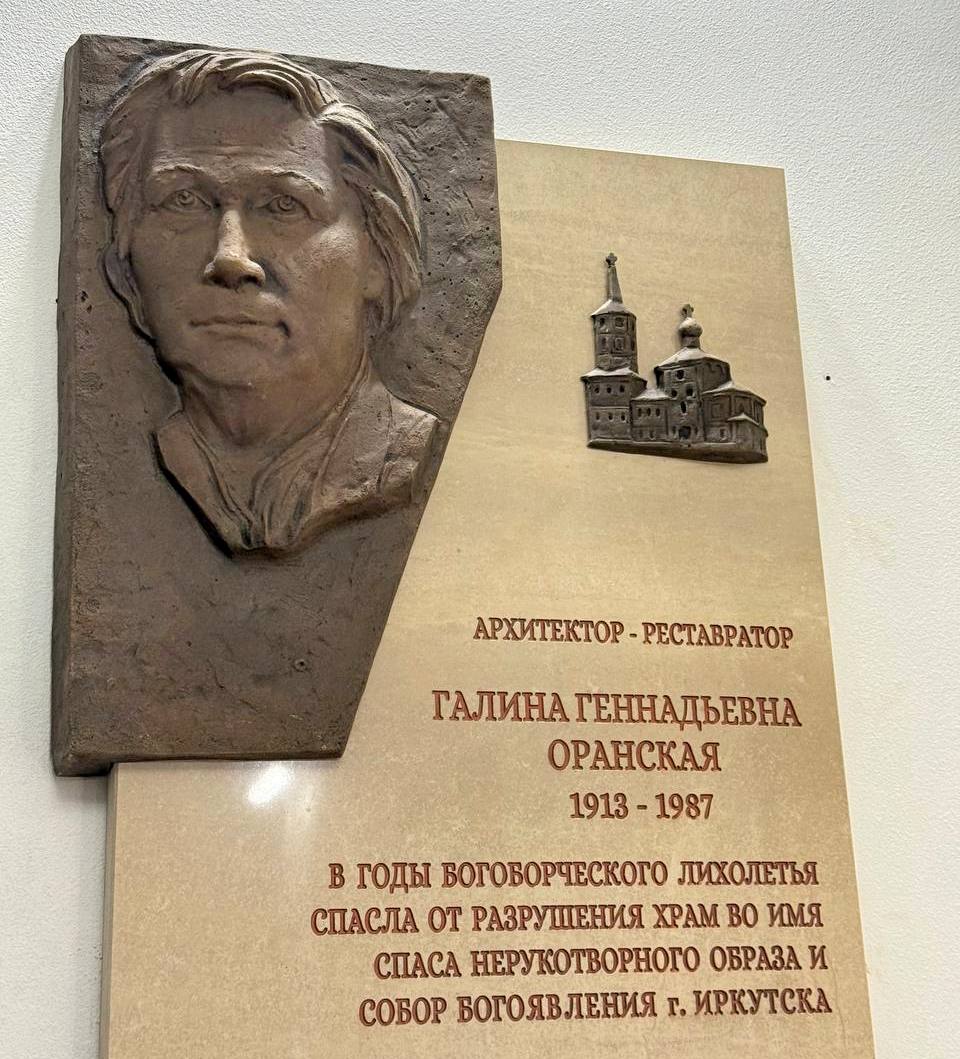 АРХИТЕКТОР - РЕСТАВРАТОР
ГАЛИНА ГЕННАДЬЕВНА
ОРАНСКАЯ
1913 - 1987
В ГОДЫ БОГОБОРЧЕСКОГО ЛИХОЛЕТЬЯ
СПАСЛА ОТ РАЗРУШЕНИЯ ХРАМ ВО ИМЯ
СПАСА НЕРУКОТВОРНОГО ОБРАЗА И
СОБОР БОГОЯВЛЕНИЯ г. ИРКУТСКА